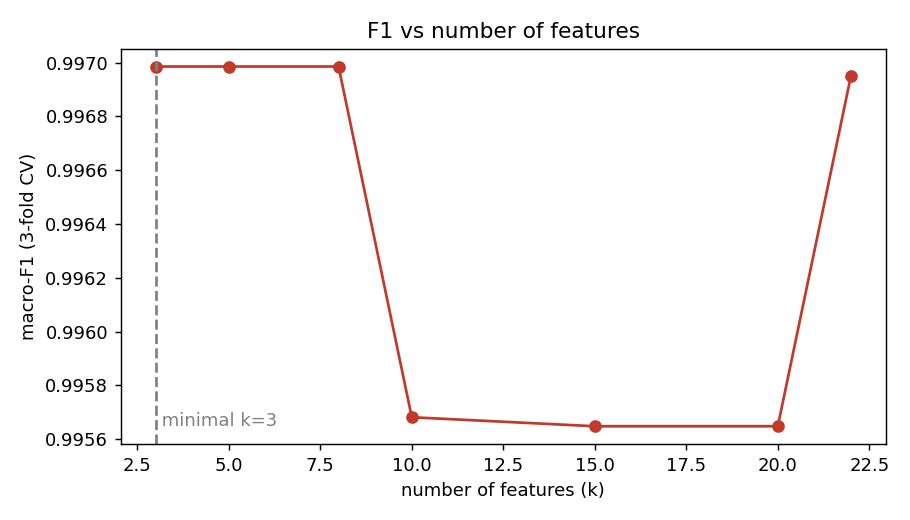 F1 vs number of features
macro-F1 (3-fold CV)
0.9970
0.9968
0.9966
0.9964
0.9962
0.9960
0.9958
0.9956
minimal k=3
2.5 5.0 7.5 10.0 12.5 15.0 17.5 20.0 22.5
number of features (k)